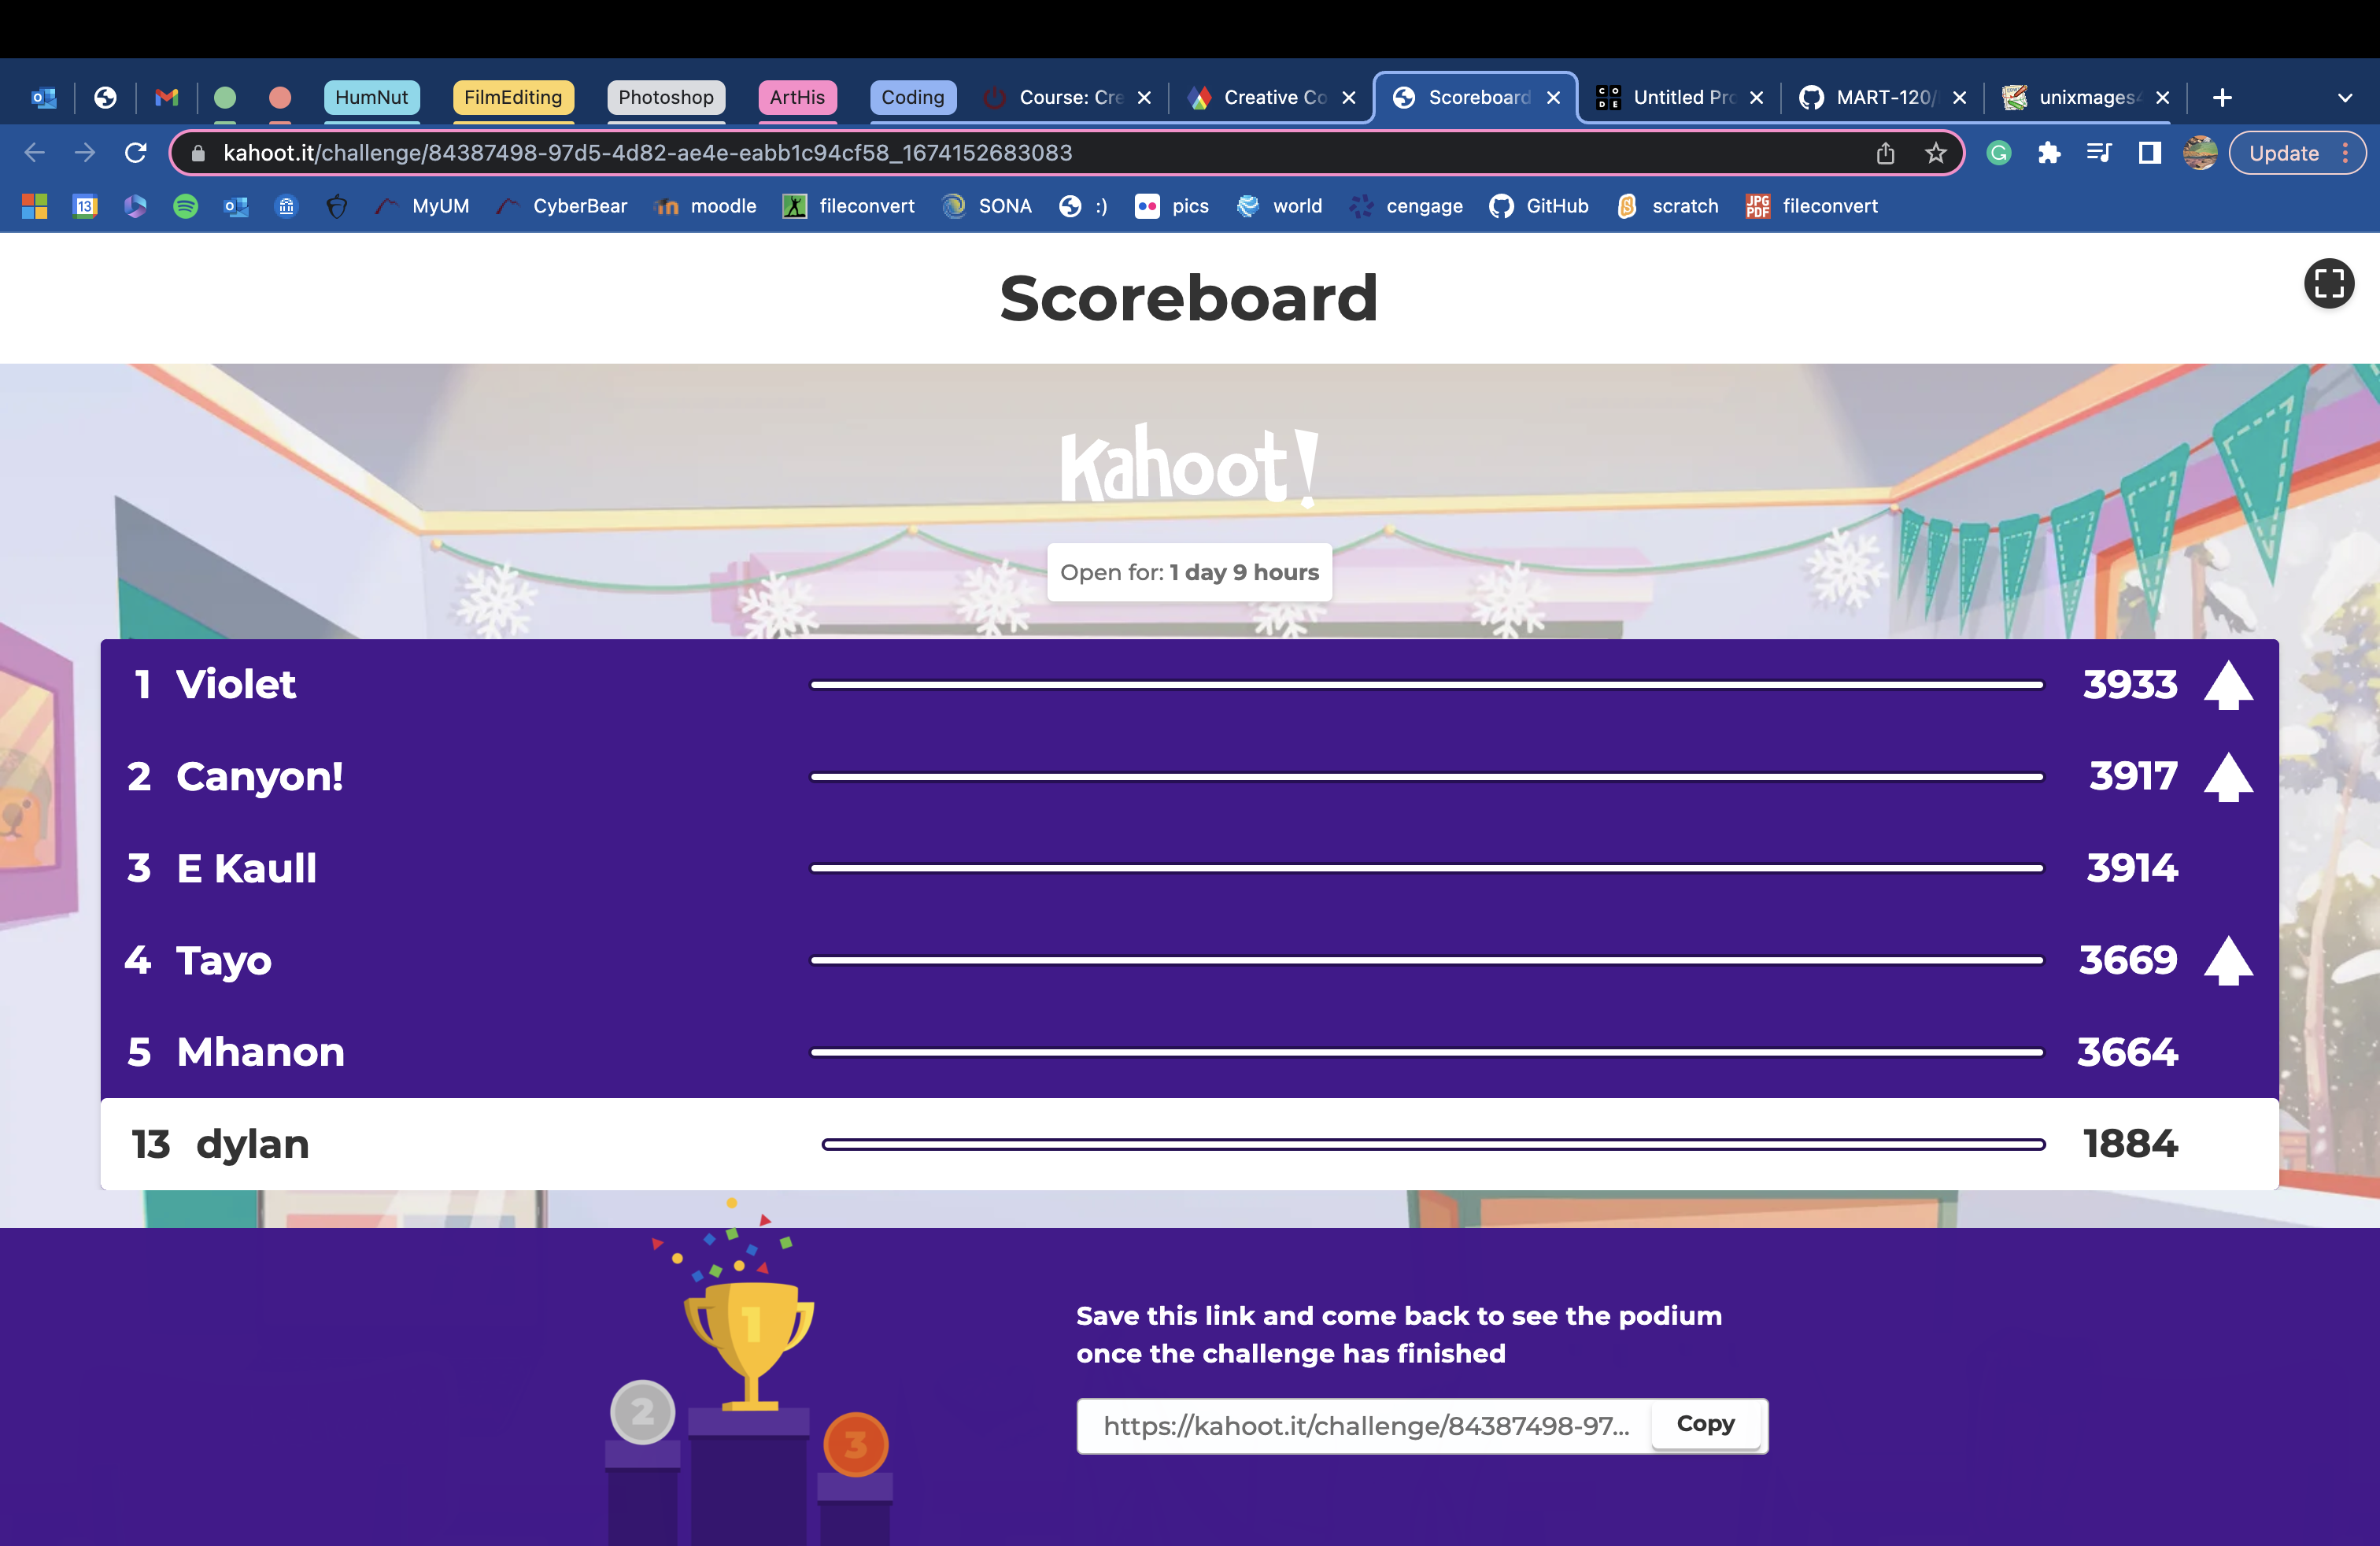 HumNut FilmEditing Photoshop ArtHis Coding Course: Cre Creative Co Scoreboard Untitled Pro MART-120/ unixmages
kahoot.it/challenge/84387498-97d5-4d82-ae4e-eabb1c94cf58_1674152683083 Update
13 MyUM CyberBear moodle fileconvert SONA :) pics world cengage GitHub scratch JPG PDF fileconvert
Scoreboard
Kahoot!
Open for: 1 day 9 hours
1 Violet 3933
2 Canyon! 3917
3 E Kaull 3914
4 Tayo 3669
5 Mhanon 3664
13 dylan 1884
1
2
3
Save this link and come back to see the podium
once the challenge has finished
https://kahoot.it/challenge/84387498-97... Copy